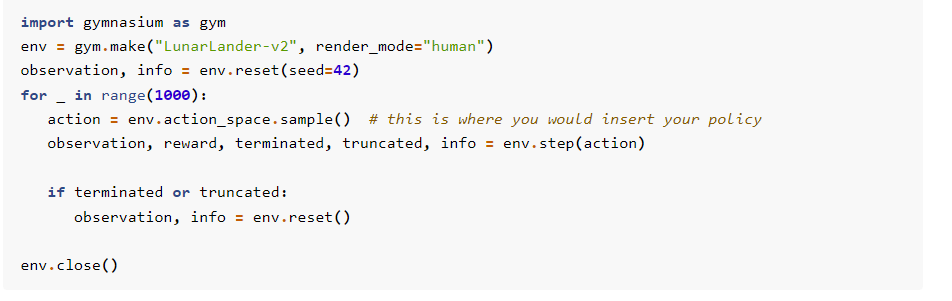 import gymnasium as gym
env = gym.make("LunarLander-v2", render_mode="human")
observation, info = env.reset(seed=42)
for _ in range(1000):
   action = env.action_space.sample()  # this is where you would insert your policy
   observation, reward, terminated, truncated, info = env.step(action)

   if terminated or truncated:
      observation, info = env.reset()

env.close()